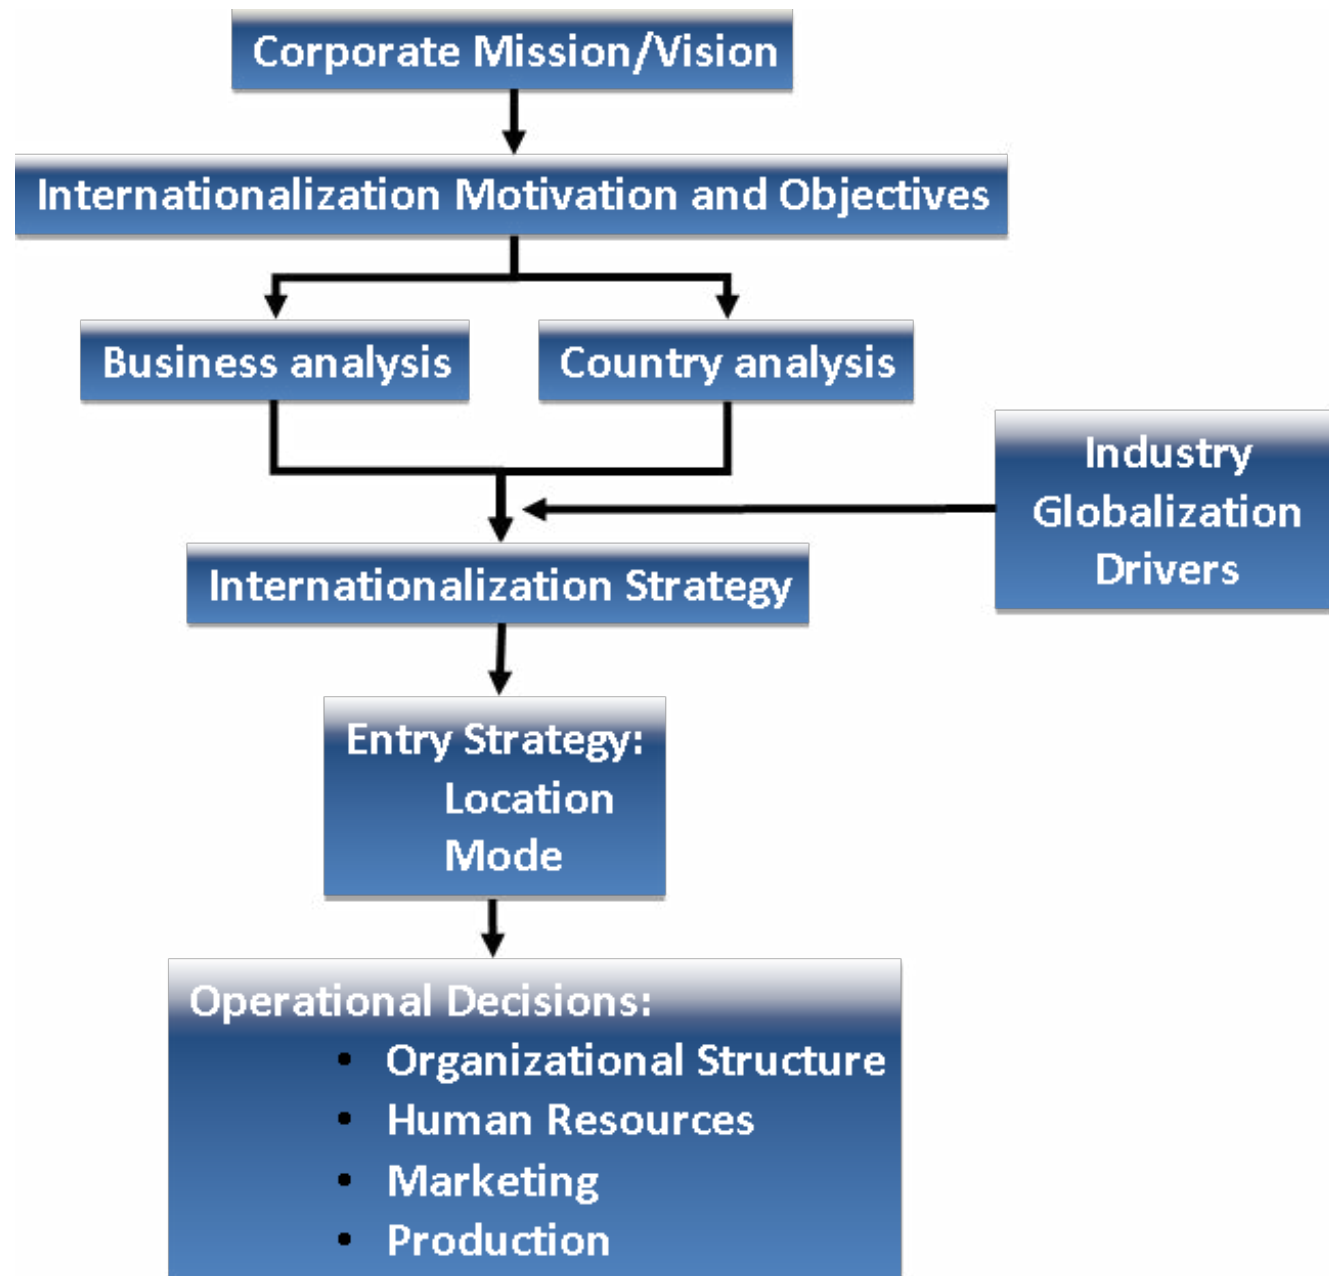 Corporate Mission/Vision
Internationalization Motivation and Objectives
Business analysis
Country analysis
Industry
Globalization
Drivers
Internationalization Strategy
Entry Strategy:
Location
Mode
Operational Decisions:
• Organizational Structure
• Human Resources
• Marketing
• Production